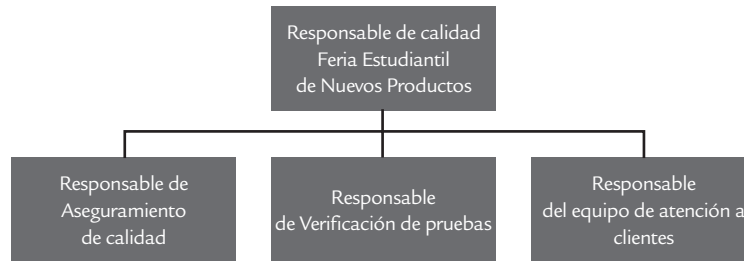 Responsable de calidad
Feria Estudiantil
de Nuevos Productos
Responsable de
Aseguramiento
de calidad
Responsable
de Verificación de pruebas
Responsable
del equipo de atención a
clientes